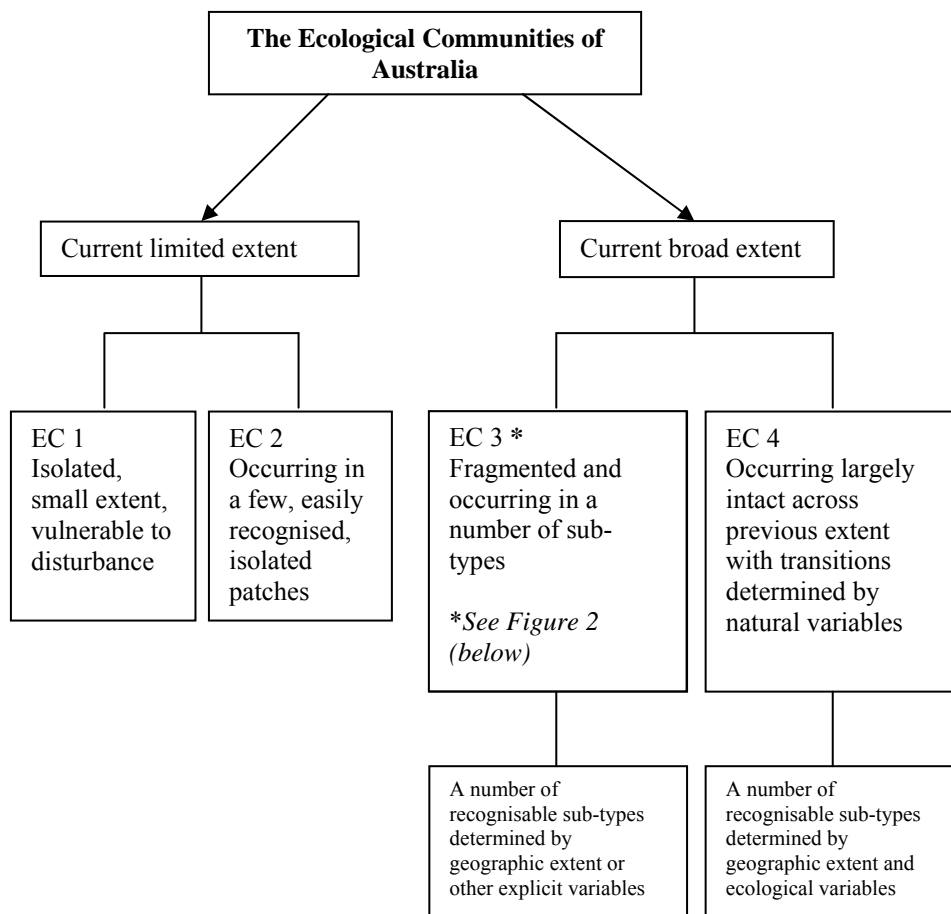 The Ecological Communities of
Australia
Current limited extent
Current broad extent
EC 1
Isolated,
small extent,
vulnerable to
disturbance
EC 2
Occurring in
a few, easily
recognised,
isolated
patches
EC 3 *
Fragmented and
occurring in a
number of sub-
types
*See Figure 2
(below)
EC 4
Occurring largely
intact across
previous extent
with transitions
determined by
natural variables
A number of
recognisable sub-types
determined by
geographic extent or
other explicit variables
A number of
recognisable sub-types
determined by
geographic extent and
ecological variables